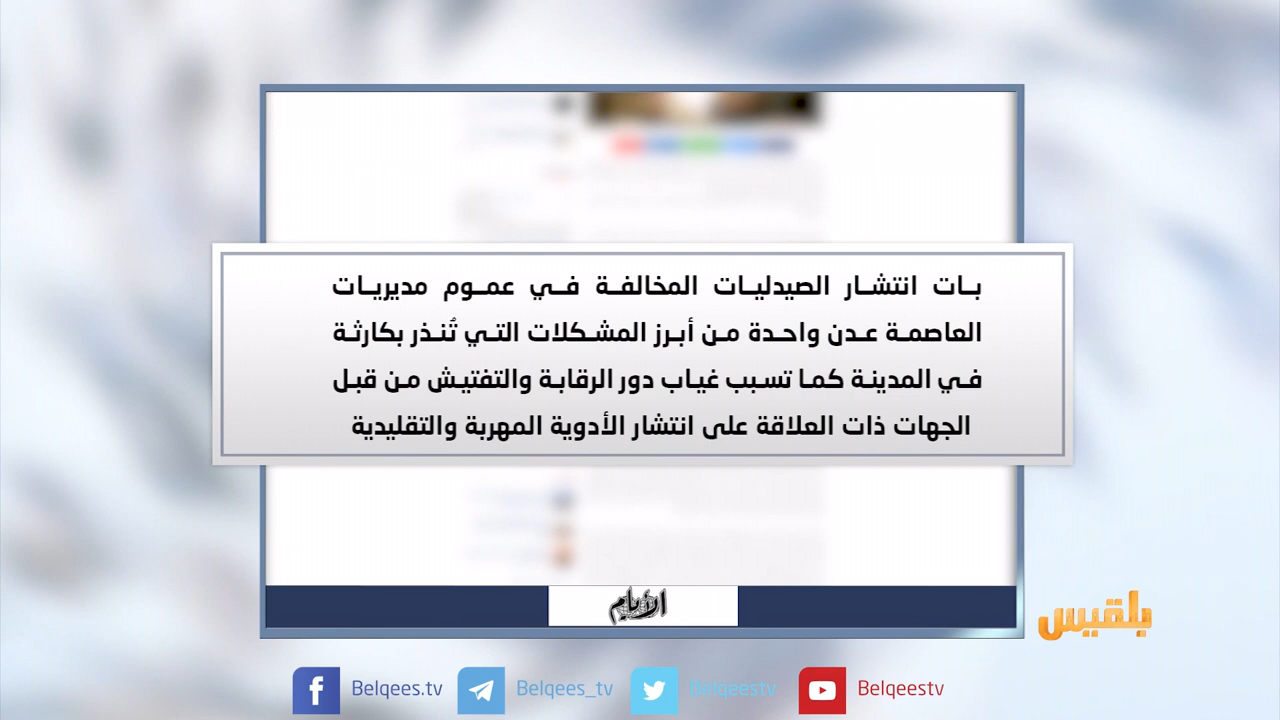 بات انتشار الصيدليات المخالفة في عموم مديريات
العاصمة عدن واحدة من أبرز المشكلات التي تُنذر بكارثة
في المدينة كما تسبب غياب دور الرقابة والتفتيش من قبل
الجهات ذات العلاقة على انتشار الأدوية المهربة والتقليدية
الأيام
بلقيس
Belqees.tv Belqees_tv Belqeestv Belqeestv